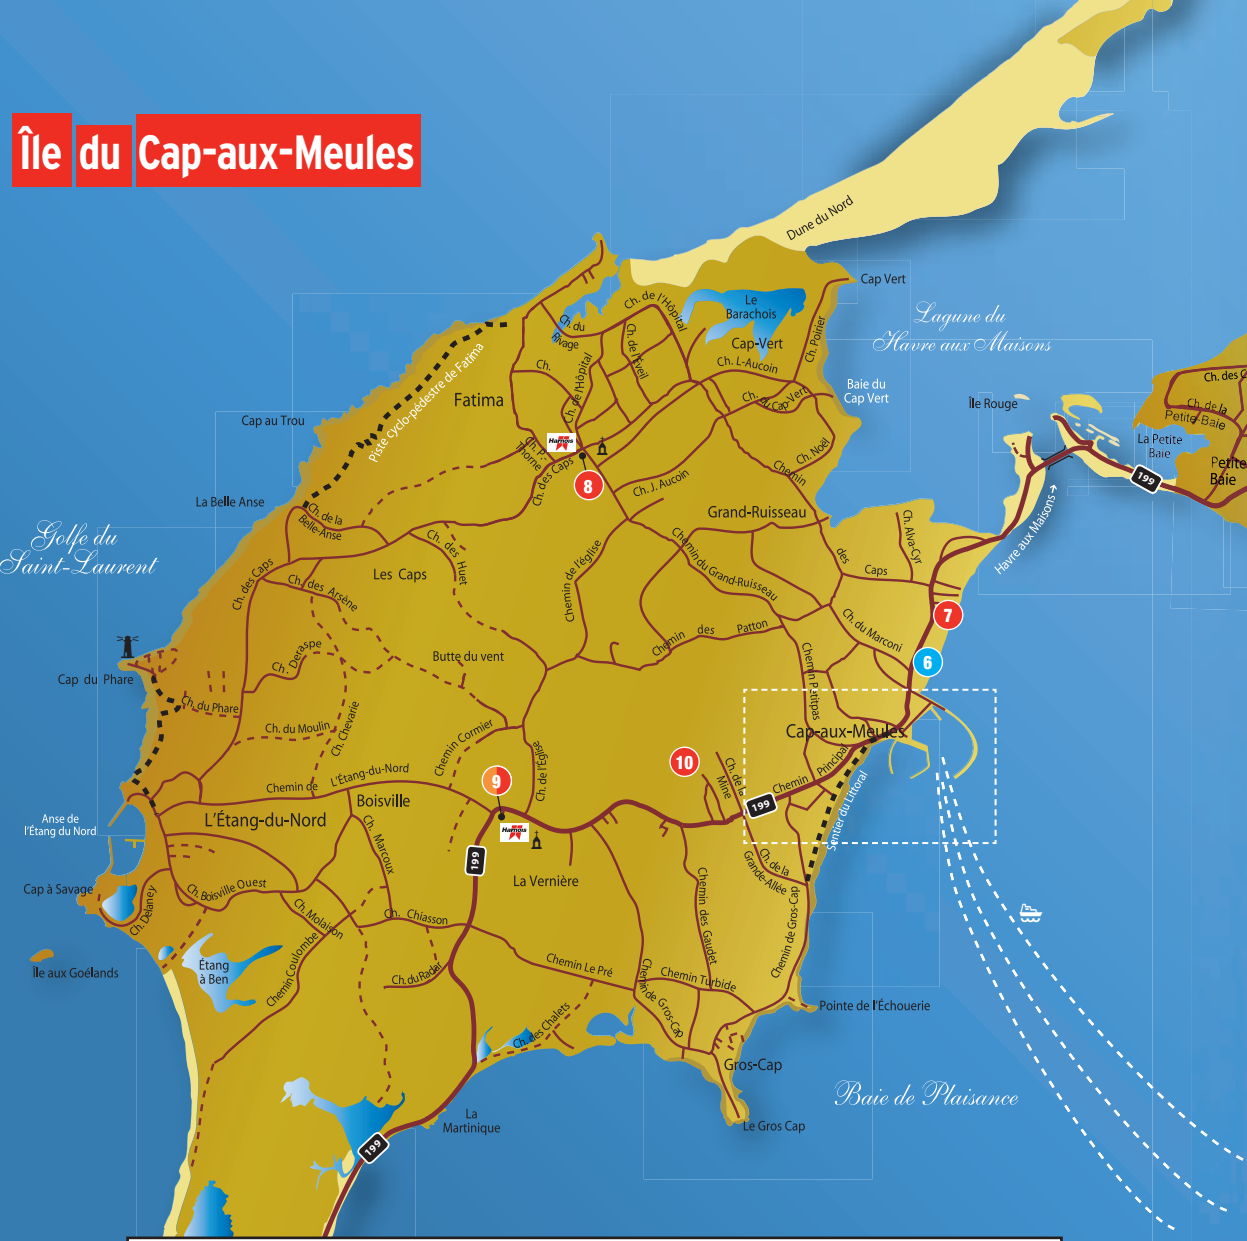 Île du Cap-aux-Meules
Dune du Nord
Cap Vert
Lagune du
Havre aux Maisons
Ch. de l'Hôpital
Le
Barachois
Cap-Vert
Ch. Poirier
Ch. du
Rivage
Ch. de l'Éveil
Ch. L-Aucoin
Ch. du Cap-Vert
Baie du
Cap Vert
Île Rouge
Ch. des C
Ch. de la
Petite-Baie
La Petite
Baie
Petite
Baie
199
Piste cyclo-pédestre de Fatima
Ch.
Ch. de l'Hôpital
Fatima
Cap au Trou
Harnois
Ch. P.-
Thorne
Ch. des Caps
8
Ch. J. Aucoin
Chemin
Ch. Noël
La Belle Anse
Ch. de la
Belle-Anse
Grand-Ruisseau
Ch. Alva-Cyr
Havre aux Maisons
Golfe du
Saint-Laurent
Ch. des Huet
Les Caps
Ch. des Caps
Ch. des Arsène
Chemin de l'église
Chemin du Grand-Ruisseau
des
Caps
7
Ch. du Marconi
Chemin des Patton
6
Ch. Deraspe
Butte du vent
Cap du Phare
Ch. du Phare
Ch. du Moulin
Ch. Chevarie
Chemin Cormier
Ch. de l'Église
Chemin Petitpas
Cap-aux-Meules
10
Ch. de la
Mine
Chemin Principal
199
Sentier du Littoral
Chemin de L'Étang-du-Nord
9
Boisville
L'Étang-du-Nord
Anse de
l'Étang du Nord
Harnois
Ch. Marcoux
199
La Vernière
Ch. de la
Grande-Allée
Cap à Savage
Ch. Delaney
Ch. Boisville Ouest
Ch. Molaison
Ch. Chiasson
Chemin des Gaudet
Chemin de Gros-Cap
Île aux Goélands
Étang
à Ben
Chemin Coulombe
Ch. du Radar
Chemin Le Pré
Chemin de Gros-Cap
Chemin Turbide
Pointe de l'Échouerie
Ch. des Chalets
Gros-Cap
Baie de Plaisance
La
Martinique
Le Gros Cap
199